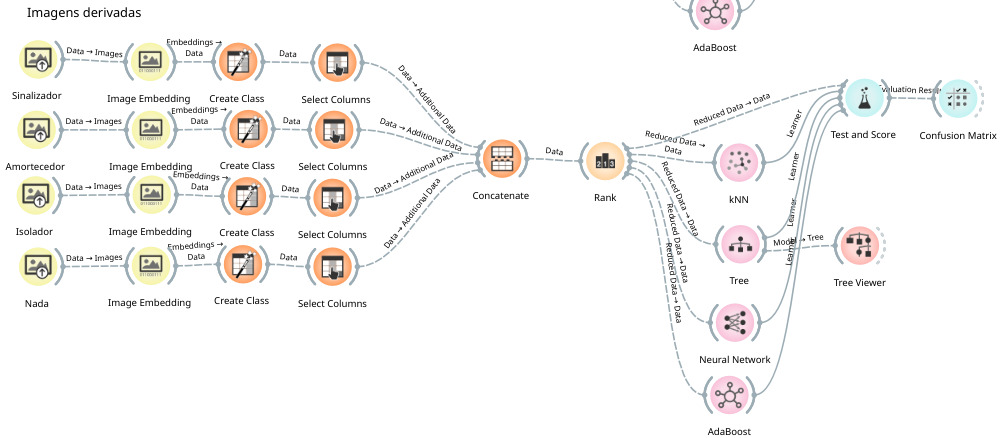 Imagens derivadas
AdaBoost
Data → Images
Embeddings →
Data
Data
Sinalizador
Image Embedding
Create Class
Select Columns
Data → Additional Data
Data → Images
Embeddings →
Data
Data
Amortecedor
Image Embedding
Create Class
Select Columns
Data → Additional Data
Data → Images
Embeddings →
Data
Data
Isolador
Image Embedding
Create Class
Select Columns
Data → Additional Data
Data → Images
Embeddings →
Data
Data
Nada
Image Embedding
Create Class
Select Columns
Data → Additional Data
Concatenate
Data
213
Rank
Reduced Data → Data
Reduced Data →
Data
Reduced Data → Data
Reduced Data → Data
Reduced Data → Data
kNN
Tree
Neural Network
AdaBoost
Learner
Learner
Learner
Learner
Model → Tree
Tree Viewer
Test and Score
Evaluation Resu
Confusion Matrix